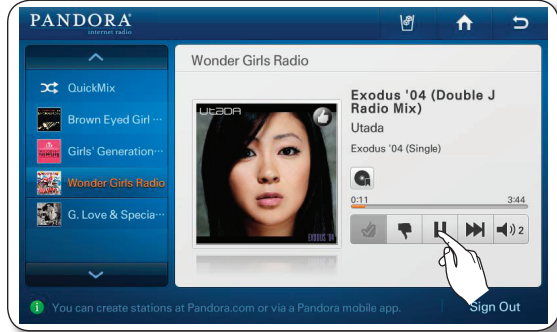 PANDORA®
internet radio
QuickMix
Brown Eyed Girl ...
Girls' Generation...
Wonder Girls Radio
G. Love & Specia...
Wonder Girls Radio
UTADA
EXODUS '04
Exodus '04 (Double J
Radio Mix)
Utada
Exodus '04 (Single)
0:11
3:44
2
You can create stations at Pandora.com or via a Pandora mobile app.
Sign Out